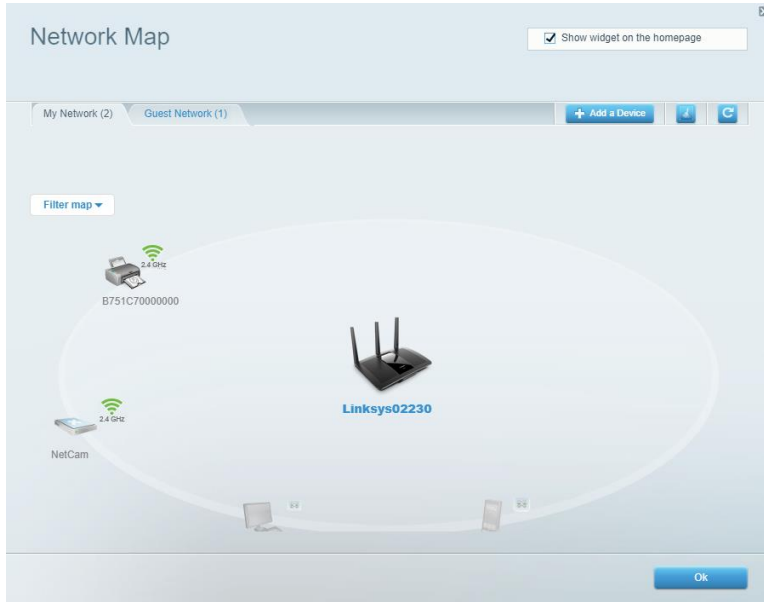 Network Map
Show widget on the homepage
My Network (2)
Guest Network (1)
Add a Device
Filter map
2.4 GHz
B751C70000000
Linksys02230
2.4 GHz
NetCam
Ok